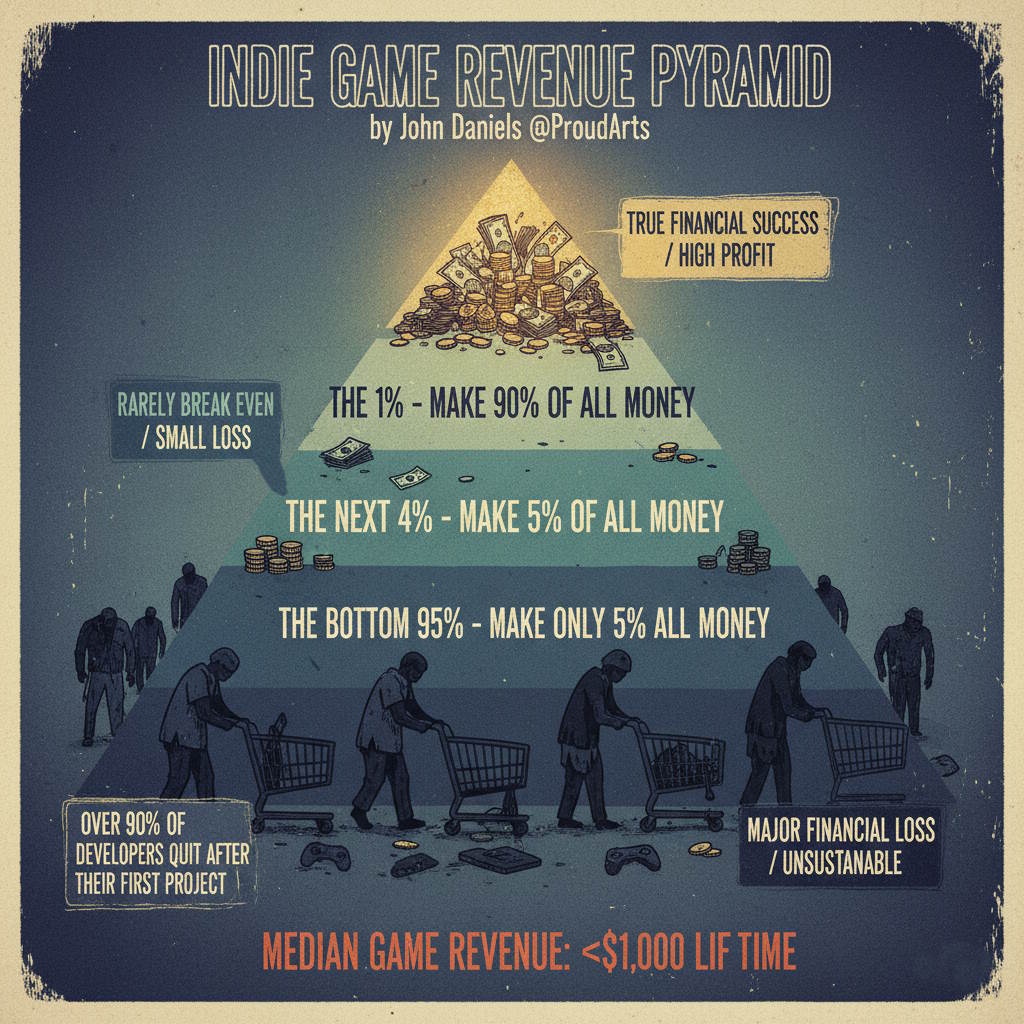 INDIE GAME REVENUE PYRAMID
by John Daniels @ProudArts
TRUE FINANCIAL SUCCESS
/ HIGH PROFIT
THE 1% - MAKE 90% OF ALL MONEY
RARELY BREAK EVEN
/ SMALL LOSS
THE NEXT 4% - MAKE 5% OF ALL MONEY
THE BOTTOM 95% - MAKE ONLY 5% ALL MONEY
OVER 90% OF
DEVELOPERS QUIT AFTER
THEIR FIRST PROJECT
MAJOR FINANCIAL LOSS
/ UNSUSTANABLE
MEDIAN GAME REVENUE: <$1,000 LIF TIME